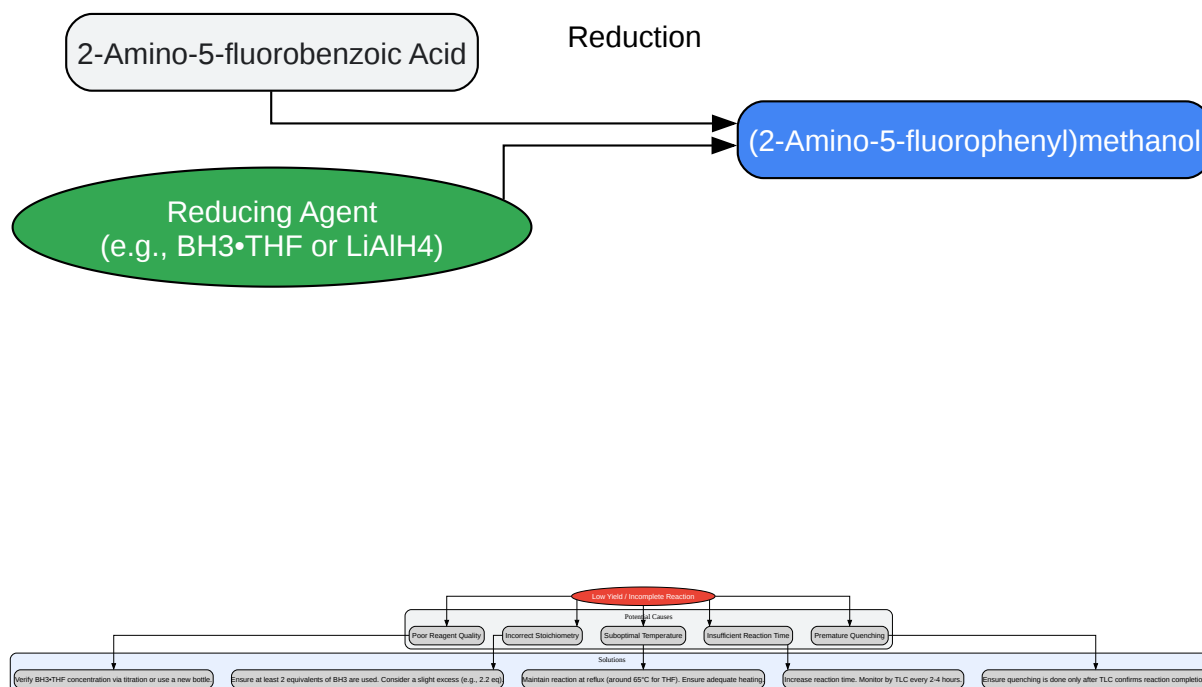 Reduction
2-Amino-5-fluorobenzoic Acid
(2-Amino-5-fluorophenyl)methanol
Reducing Agent
(e.g., BH3•THF or LiAlH4)
Low Yield / Incomplete Reaction
Potential Causes
Poor Reagent Quality
Incorrect Stoichiometry
Suboptimal Temperature
Insufficient Reaction Time
Premature Quenching
Solutions
Verify BH3•THF concentration via titration or use a new bottle.
Ensure at least 2 equivalents of BH3 are used. Consider a slight excess (e.g., 2.2 eq).
Maintain reaction at reflux (around 65°C for THF). Ensure adequate heating.
Increase reaction time. Monitor by TLC every 2-4 hours.
Ensure quenching is done only after TLC confirms reaction completion